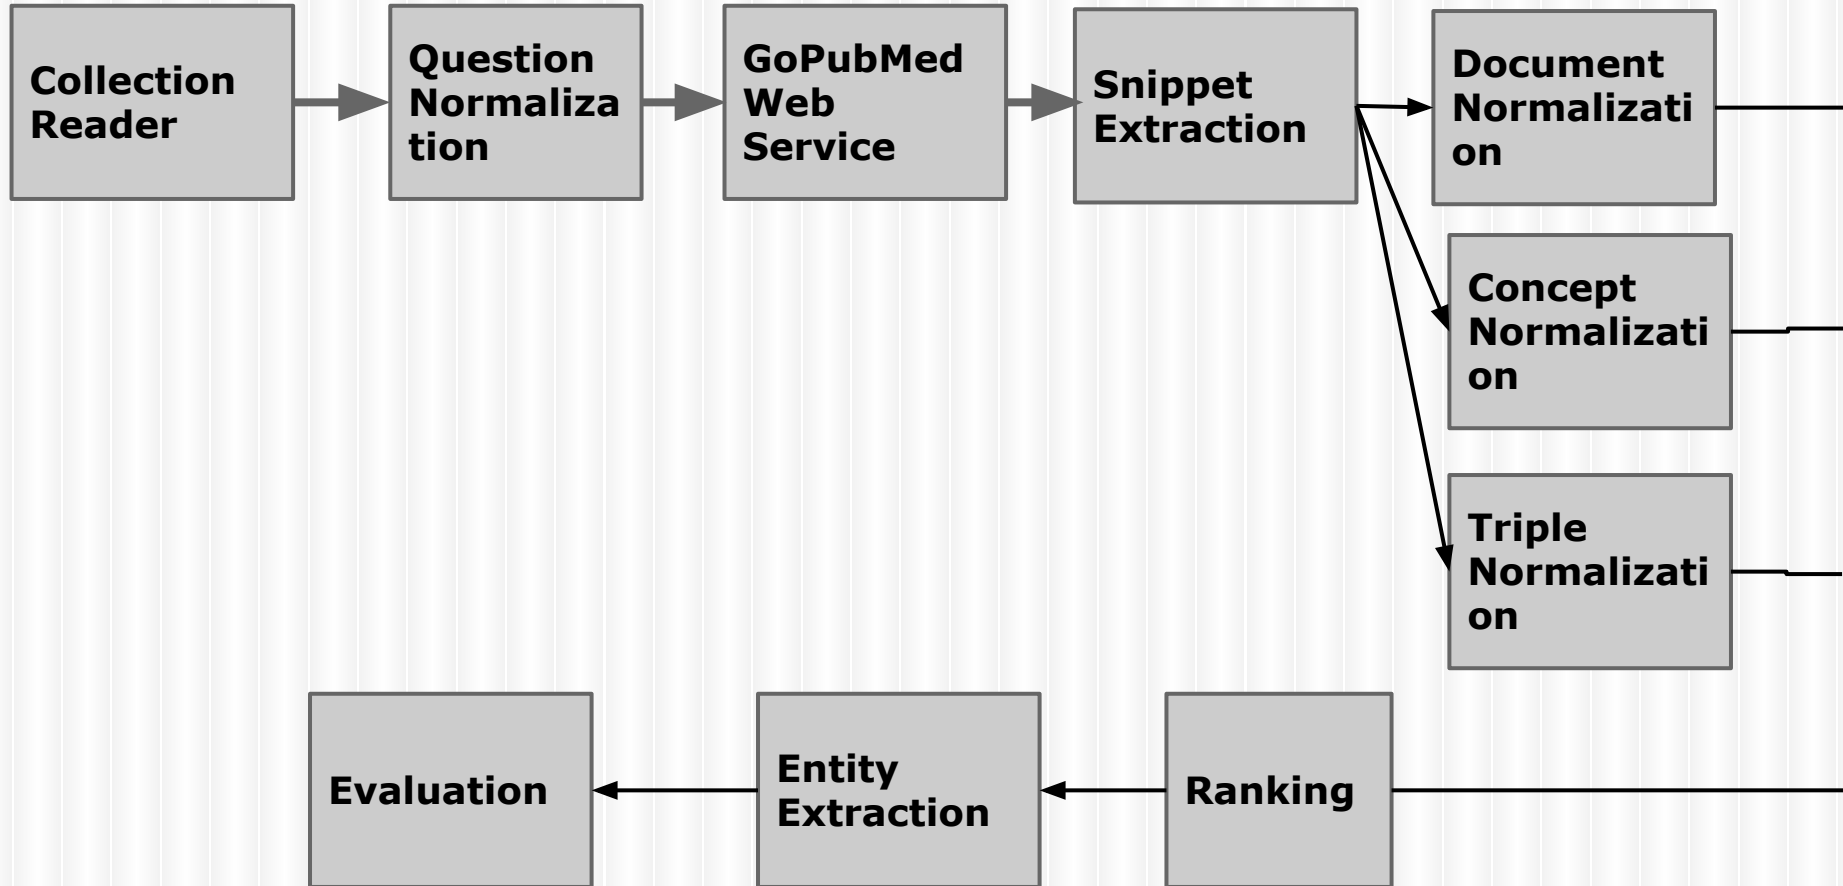 Collection
Reader
Question
Normaliza
tion
GoPubMed
Web
Service
Snippet
Extraction
Document
Normalizati
on
Concept
Normalizati
on
Triple
Normalizati
on
Evaluation
Entity
Extraction
Ranking